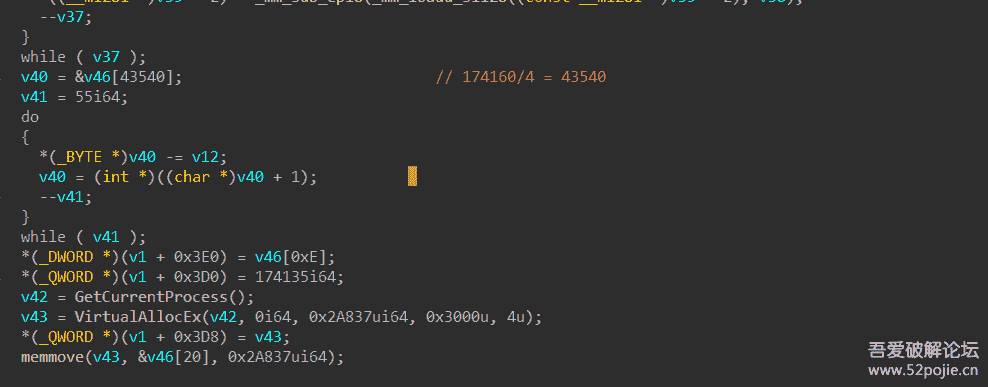 --v37;
}
while ( v37 );
v40 = &v46[43540]; // 174160/4 = 43540
v41 = 55i64;
do
{
*(_BYTE *)v40 -= v12;
v40 = (int *)((char *)v40 + 1);
--v41;
}
while ( v41 );
*(_DWORD *)(v1 + 0x3E0) = v46[0xE];
*(_QWORD *)(v1 + 0x3D0) = 174135i64;
v42 = GetCurrentProcess();
v43 = VirtualAllocEx(v42, 0i64, 0x2A837ui64, 0x3000u, 4u);
*(_QWORD *)(v1 + 0x3D8) = v43;
memmove(v43, &v46[20], 0x2A837ui64);
吾爱破解论坛
www.52pojie.cn